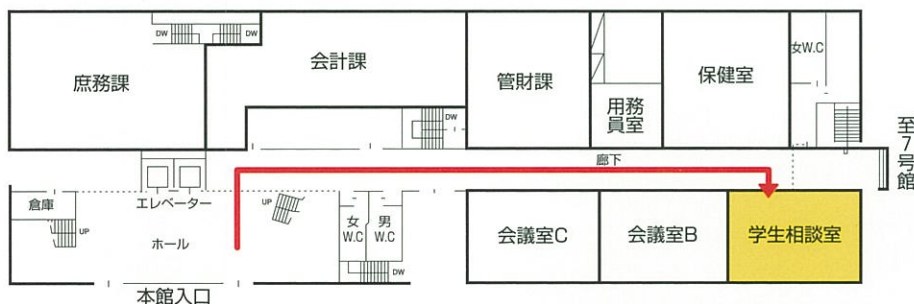 DW
DW
庶務課
会計課
管財課
用務
員室
保健室
女W.C
DW
至7号館
廊下
倉庫
エレベーター
UP
UP
ホール
女
W.C
男
W.C
DW
会議室C
会議室B
学生相談室
本館入口